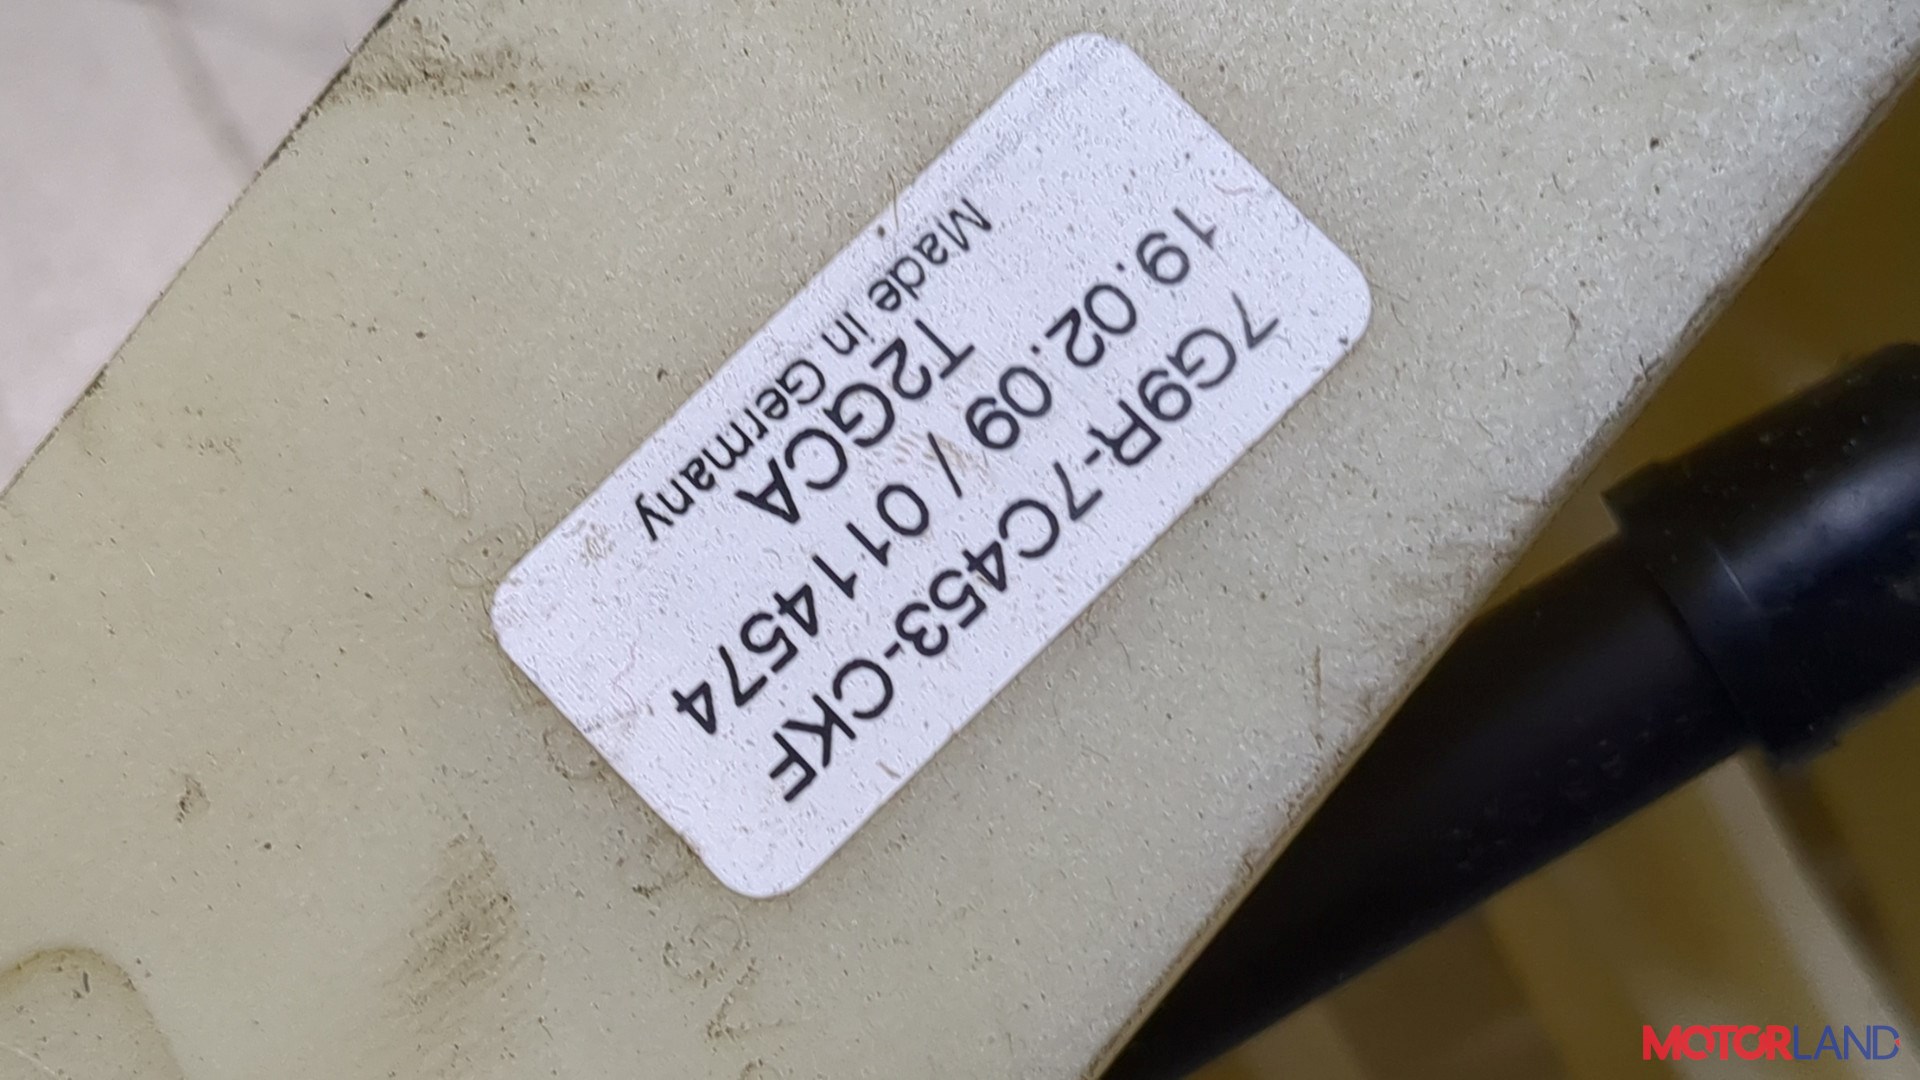 7G9R-7C453-CKF
19.02.09 / 0114574
T2GCA
Made in Germany
MOTORLAND